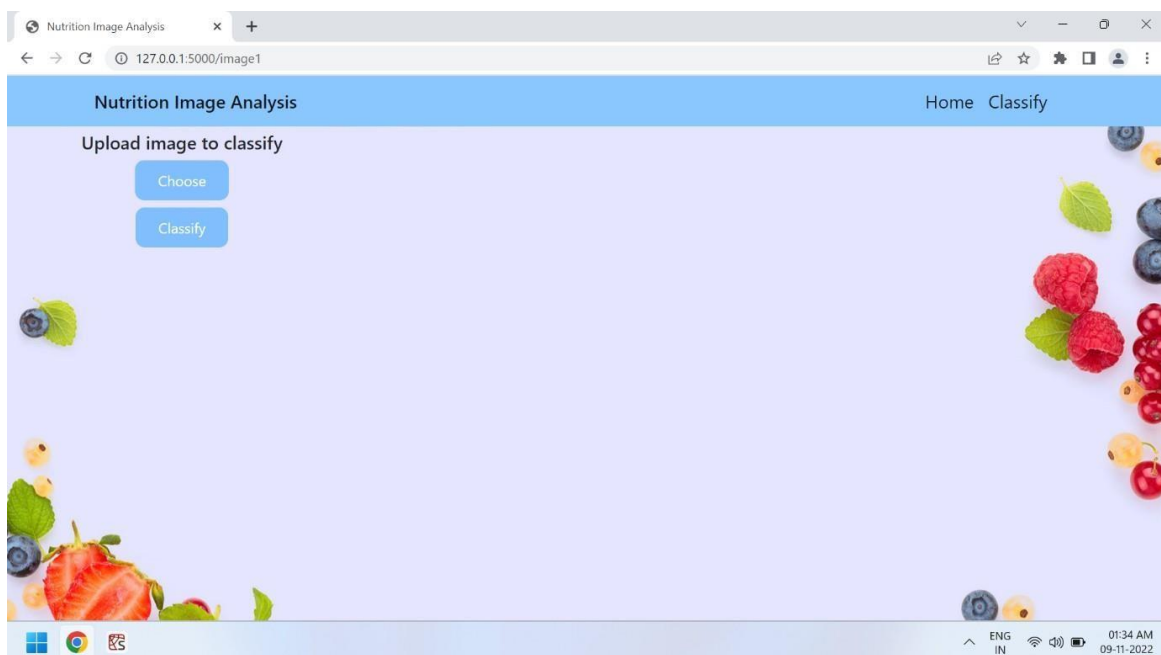 Nutrition Image Analysis
127.0.0.1:5000/image1
Nutrition Image Analysis Home Classify
Upload image to classify
Choose
Classify
ENG 01:34 AM
IN 09-11-2022